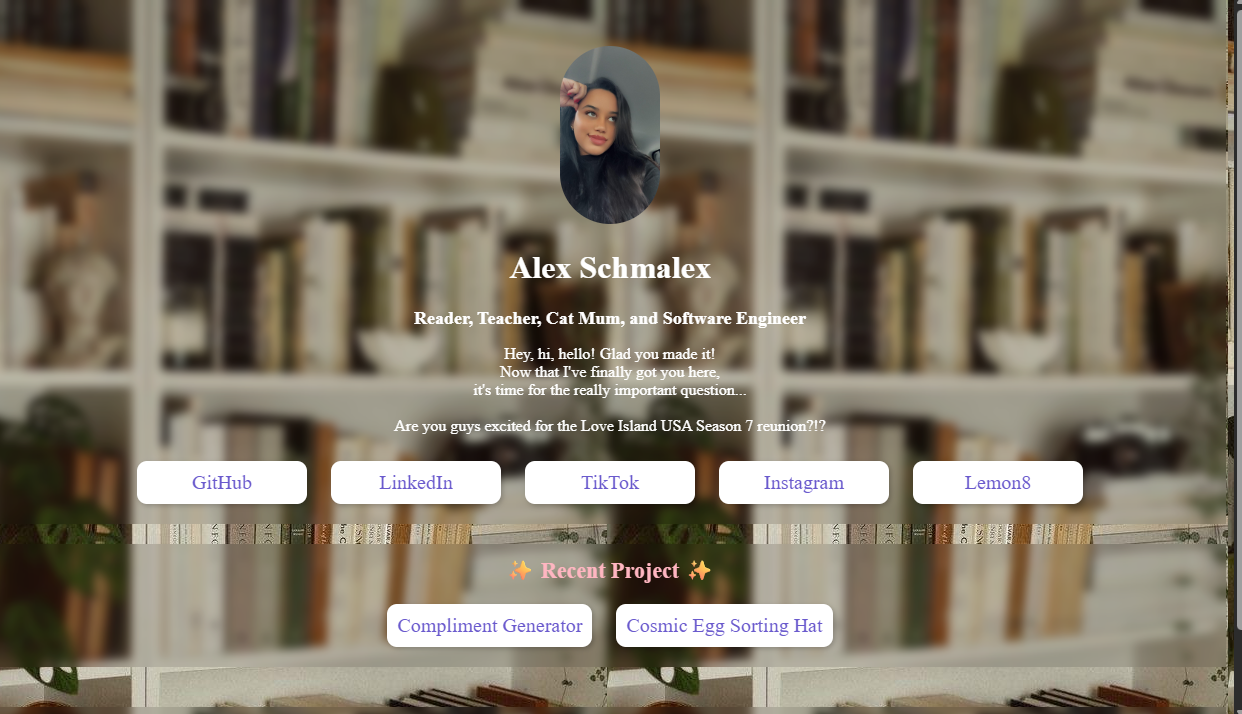 Alex Schmalex
Reader, Teacher, Cat Mum, and Software Engineer
Hey, hi, hello! Glad you made it!
Now that I've finally got you here,
it's time for the really important question...
Are you guys excited for the Love Island USA Season 7 reunion?!?
GitHub LinkedIn TikTok Instagram Lemon8
✨ Recent Project ✨
Compliment Generator Cosmic Egg Sorting Hat